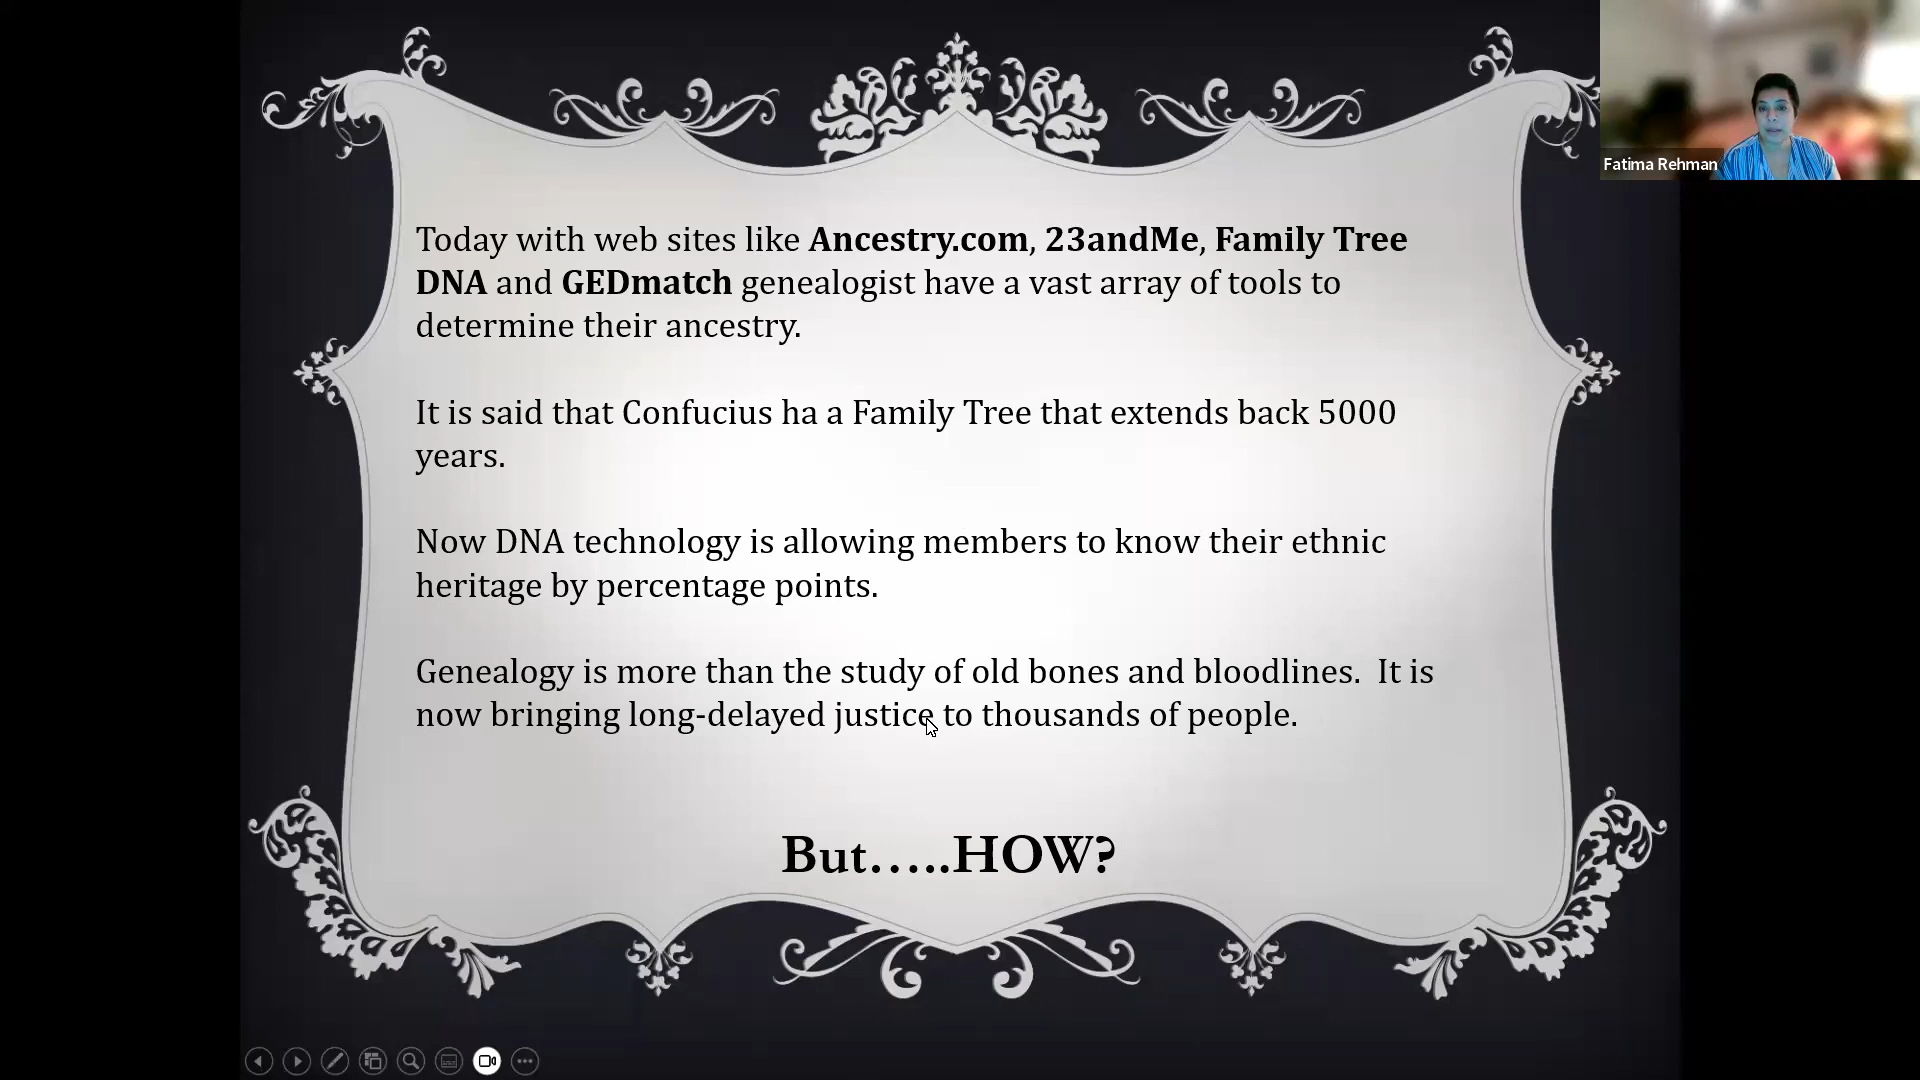 Today with web sites like Ancestry.com, 23andMe, Family Tree
DNA and GEDmatch genealogist have a vast array of tools to
determine their ancestry.
It is said that Confucius ha a Family Tree that extends back 5000
years.
Now DNA technology is allowing members to know their ethnic
heritage by percentage points.
Genealogy is more than the study of old bones and bloodlines.  It is
now bringing long-delayed justice to thousands of people.
But.....HOW?
Fatima Rehman